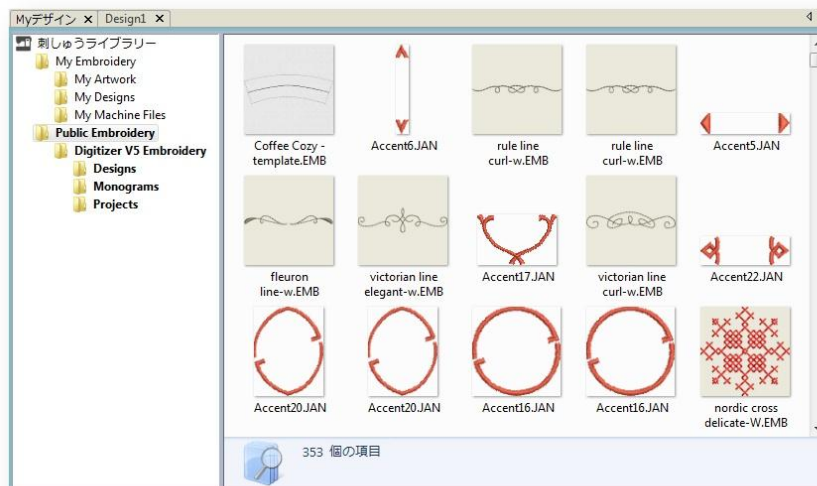 Myデザイン
Design1
刺しゅうライブラリー
My Embroidery
My Artwork
My Designs
My Machine Files
Public Embroidery
Digitizer V5 Embroidery
Designs
Monograms
Projects
Coffee Cozy -
template.EMB
Accent6.JAN
rule line
curl-w.EMB
rule line
curl-w.EMB
Accent5.JAN
fleuron
line-w.EMB
victorian line
elegant-w.EMB
Accent17.JAN
victorian line
curl-w.EMB
Accent22.JAN
Accent20.JAN
Accent20.JAN
Accent16.JAN
Accent16.JAN
nordic cross
delicate-W.EMB
353 個の項目